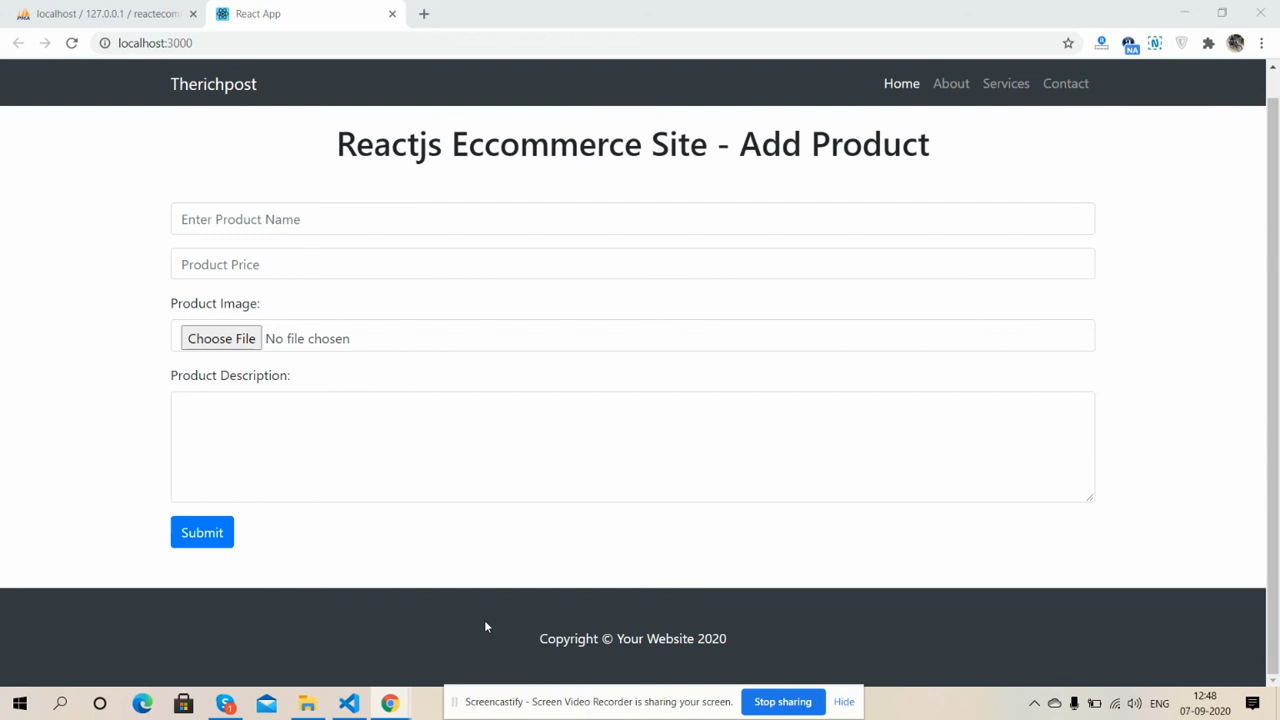 localhost / 127.0.0.1 / reactecom
React App
localhost:3000
NA
Therichpost
Home About Services Contact
Reactjs Eccommerce Site - Add Product
Enter Product Name
Product Price
Product Image:
Choose File No file chosen
Product Description:
Submit
Copyright © Your Website 2020
Screencastify - Screen Video Recorder is sharing your screen. Stop sharing Hide
ENG
12:48
07-09-2020